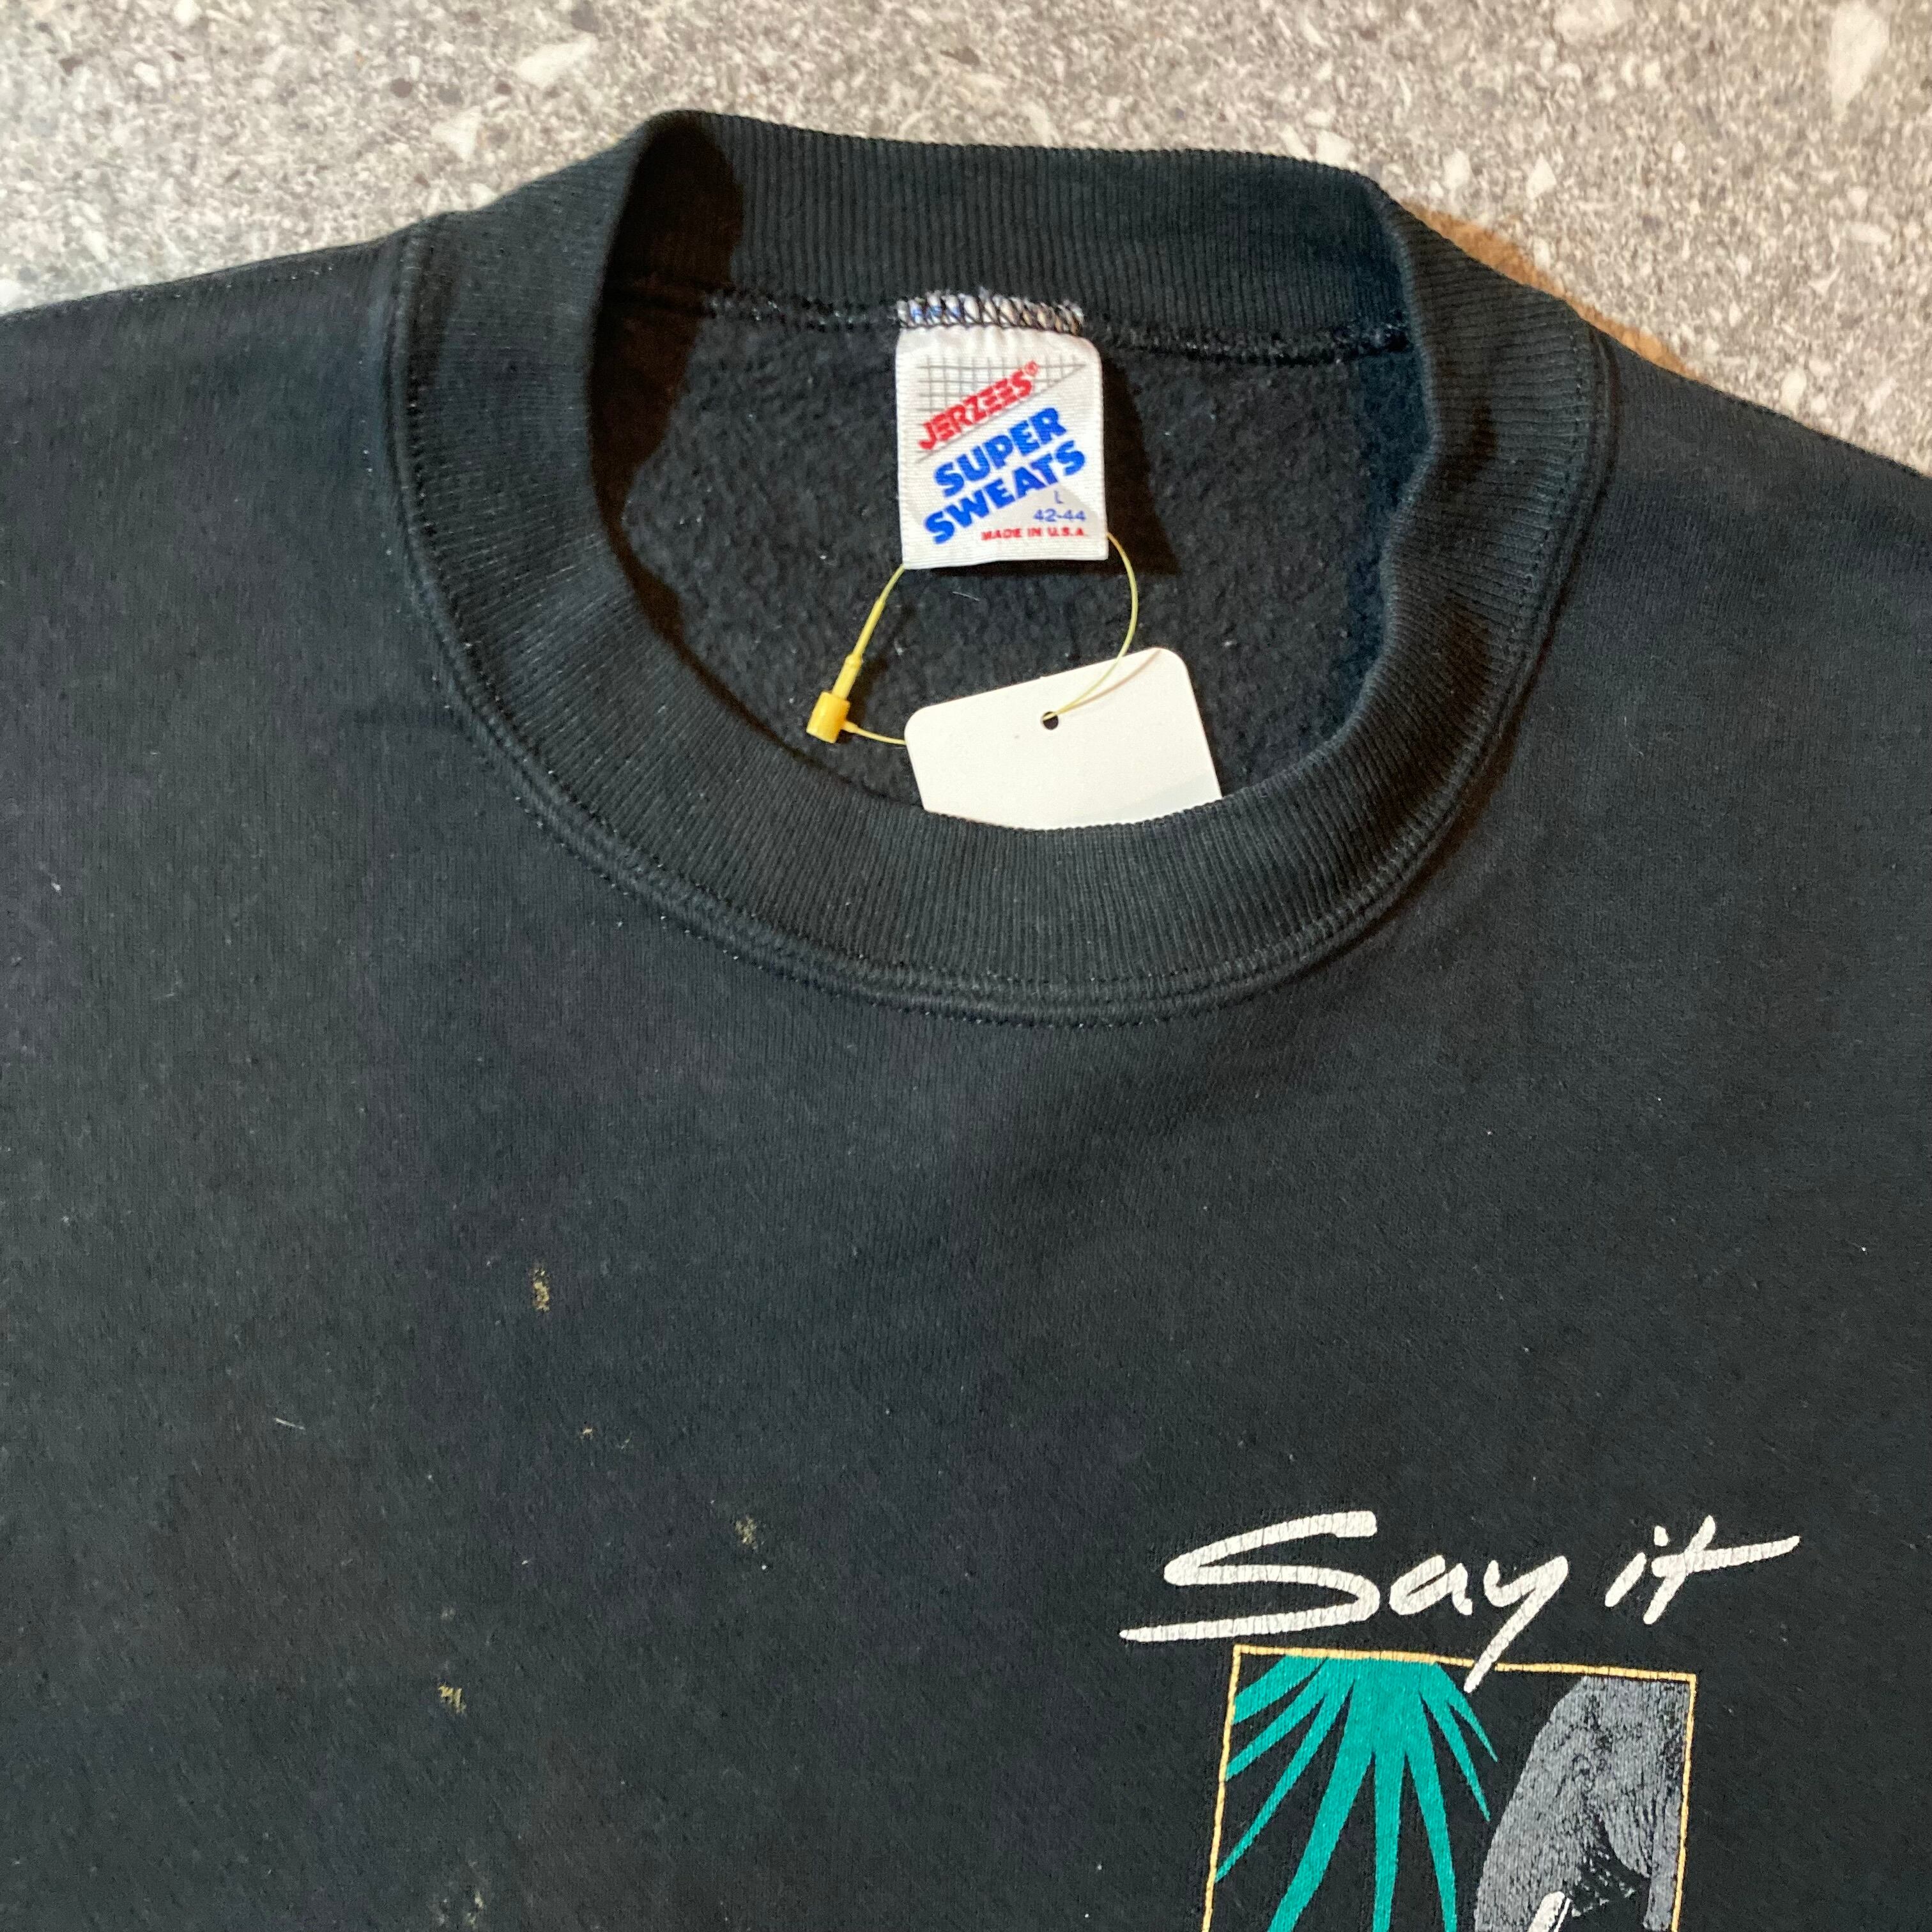 JERZEES®
SUPER
SWEATS
L
42-44
MADE IN U.S.A.
Say it